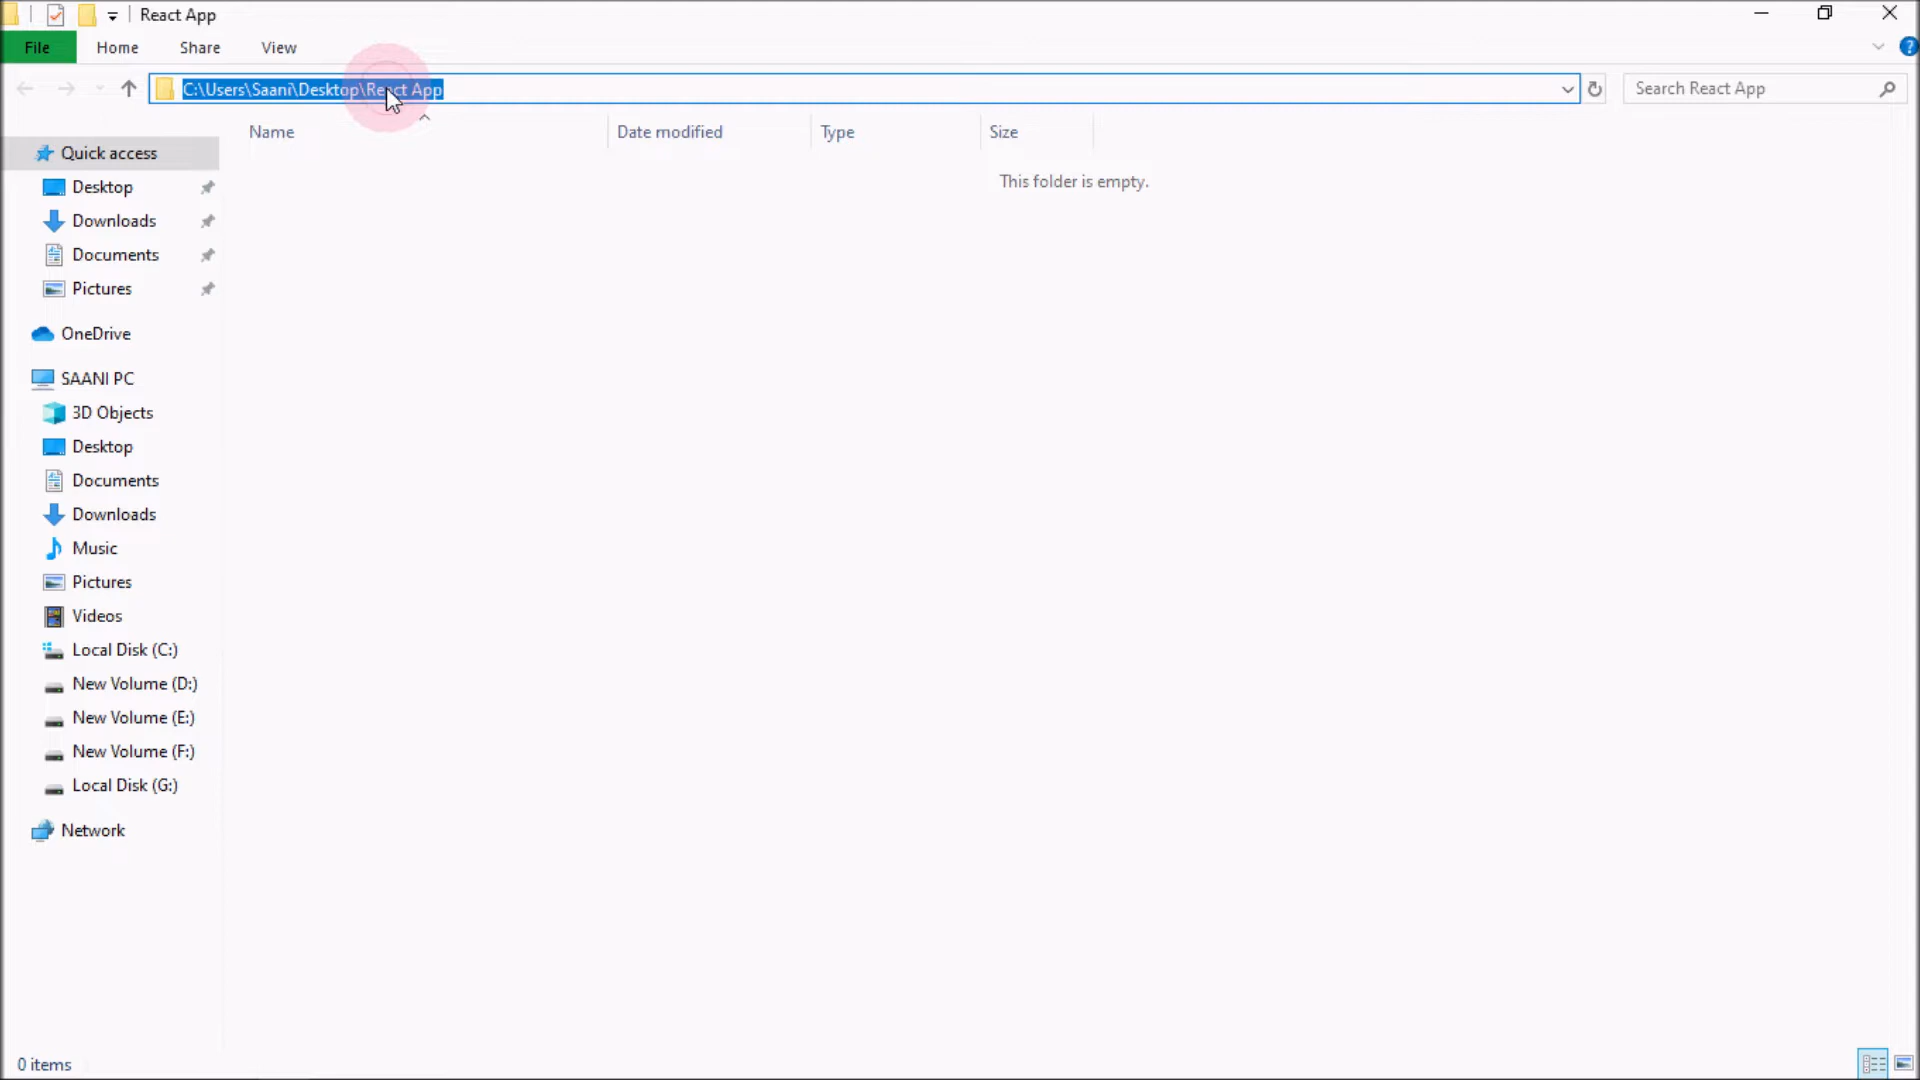 React App
File Home Share View
C:\Users\Saani\Desktop\React App
Search React App
Name Date modified Type Size
This folder is empty.
Quick access
Desktop
Downloads
Documents
Pictures
OneDrive
SAANI PC
3D Objects
Desktop
Documents
Downloads
Music
Pictures
Videos
Local Disk (C:)
New Volume (D:)
New Volume (E:)
New Volume (F:)
Local Disk (G:)
Network
0 items